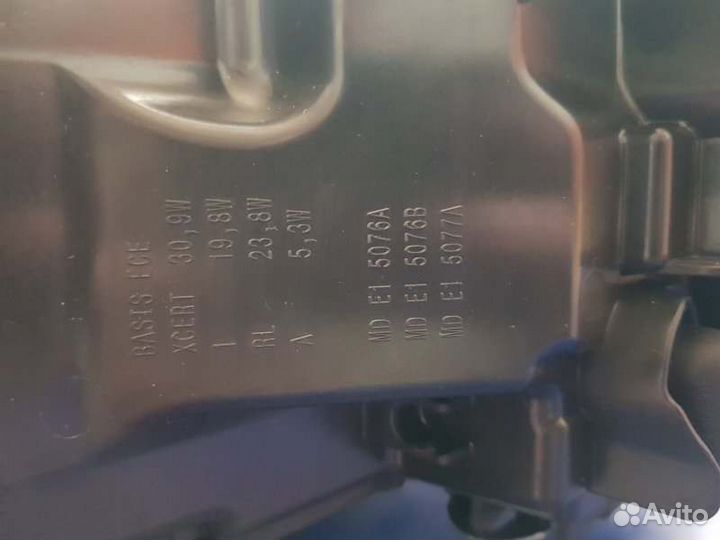 BASIS ECE
XCERT 30,9W
L 19,8W
RL 23,8W
A 5,3W
MD E1 5076A
MD E1 5076B
MD E1 5077A
Avito